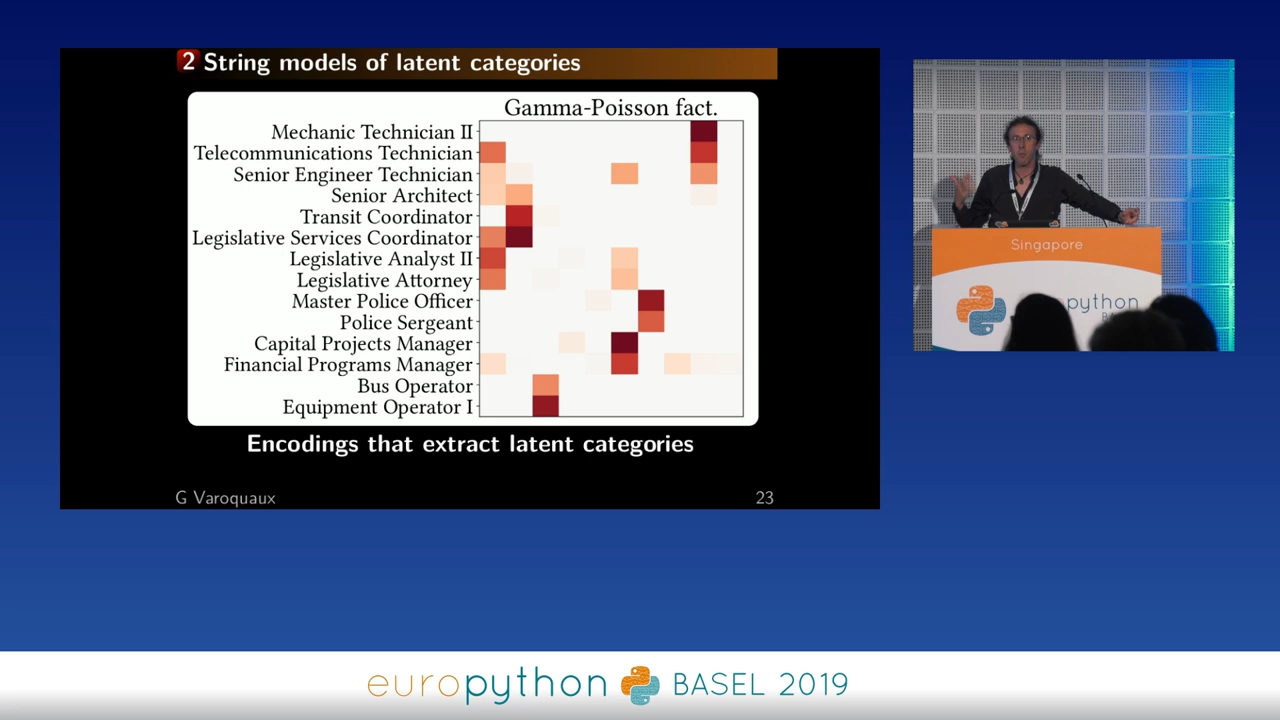 2 String models of latent categories
Gamma-Poisson fact.
Mechanic Technician II
Telecommunications Technician
Senior Engineer Technician
Senior Architect
Transit Coordinator
Legislative Services Coordinator
Legislative Analyst II
Legislative Attorney
Master Police Officer
Police Sergeant
Capital Projects Manager
Financial Programs Manager
Bus Operator
Equipment Operator I
Encodings that extract latent categories
G Varoquaux
23
Singapore
python
europython BASEL 2019